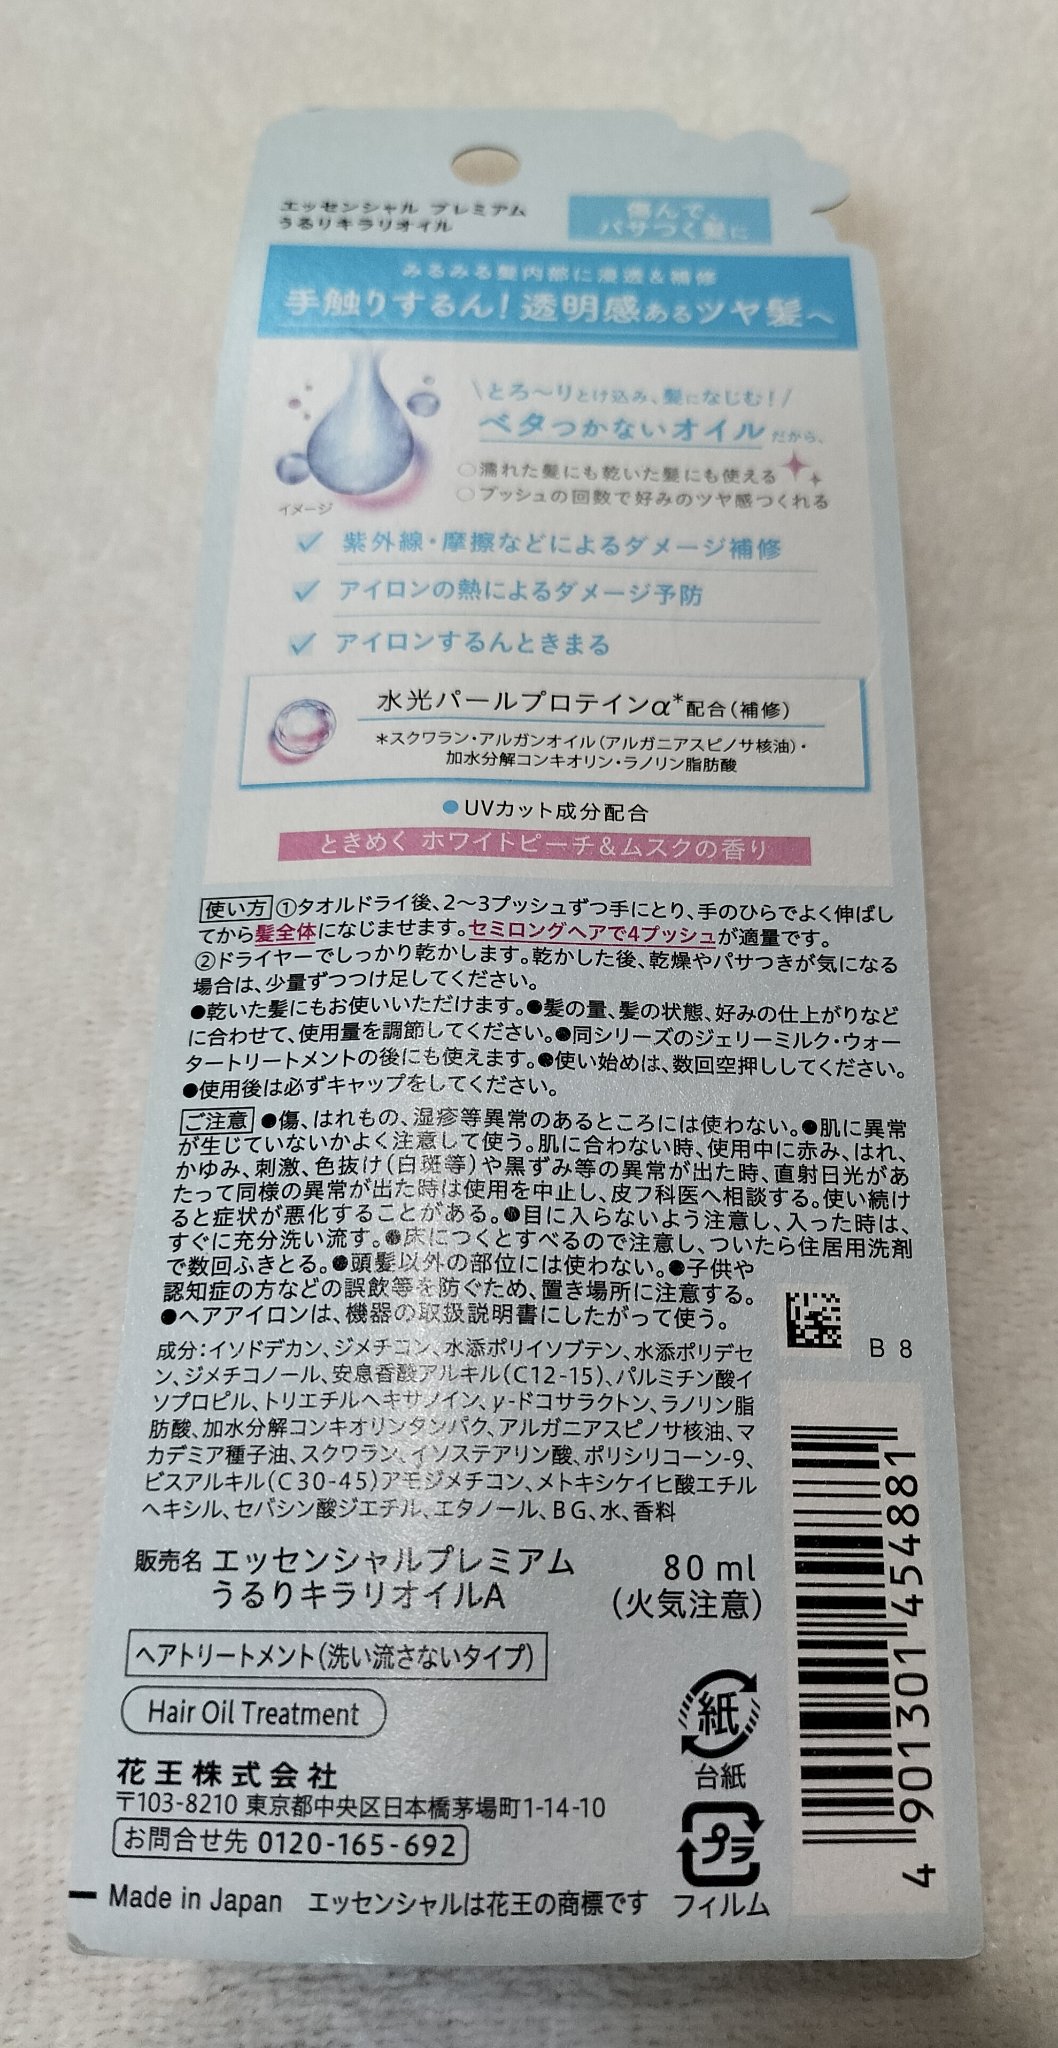 エッセンシャル プレミアム
うるりキラリオイル
傷んで、
パサつく髪に
みるみる髪内部に浸透&補修
手触りするん!透明感あるツヤ髪へ
\とろ〜りとけ込み、髪になじむ!/
ベタつかないオイルだから、
○濡れた髪にも乾いた髪にも使える
○プッシュの回数で好みのツヤ感つくれる
イメージ
✓ 紫外線・摩擦などによるダメージ補修
✓ アイロンの熱によるダメージ予防
✓ アイロンするんときまる
水光パールプロテインα*配合(補修)
*スクワラン・アルガンオイル(アルガニアスピノサ核油)・
加水分解コンキオリン・ラノリン脂肪酸
●UVカット成分配合
ときめく ホワイトピーチ&ムスクの香り
使い方 ①タオルドライ後、2〜3プッシュずつ手にとり、手のひらでよく伸ばし
てから髪全体になじませます。セミロングヘアで4プッシュが適量です。
②ドライヤーでしっかり乾かします。乾かした後、乾燥やパサつきが気になる
場合は、少量ずつつけ足してください。
●乾いた髪にもお使いいただけます。●髪の量、髪の状態、好みの仕上がりなど
に合わせて、使用量を調節してください。●同シリーズのジェリーミルク・ウォー
タートリートメントの後にも使えます。●使い始めは、数回空押ししてください。
●使用後は必ずキャップをしてください。
ご注意 ●傷、はれもの、湿疹等異常のあるところには使わない。●肌に異常
が生じていないかよく注意して使う。肌に合わない時、使用中に赤み、はれ、
かゆみ、刺激、色抜け(白斑等)や黒ずみ等の異常が出た時、直射日光があ
たって同様の異常が出た時は使用を中止し、皮フ科医へ相談する。使い続け
ると症状が悪化することがある。●目に入らないよう注意し、入った時は、
すぐに充分洗い流す。●床につくとすべるので注意し、ついたら住居用洗剤
で数回ふきとる。●頭髪以外の部位には使わない。●子供や
認知症の方などの誤飲等を防ぐため、置き場所に注意する。
●ヘアアイロンは、機器の取扱説明書にしたがって使う。
B 8
成分:イソドデカン、ジメチコン、水添ポリイソブテン、水添ポリデセ
ン、ジメチコノール、安息香酸アルキル(C12-15)、パルミチン酸イ
ソプロピル、トリエチルヘキサノイン、γ-ドコサラクトン、ラノリン脂
肪酸、加水分解コンキオリンタンパク、アルガニアスピノサ核油、マ
カデミア種子油、スクワラン、イソステアリン酸、ポリシリコーン-9、
ビスアルキル(C30-45)アモジメチコン、メトキシケイヒ酸エチル
ヘキシル、セバシン酸ジエチル、エタノール、BG、水、香料
販売名 エッセンシャルプレミアム
うるりキラリオイルA
80 ml
(火気注意)
ヘアトリートメント(洗い流さないタイプ)
Hair Oil Treatment
花王株式会社
〒103-8210 東京都中央区日本橋茅場町1-14-10
お問合せ先 0120-165-692
Made in Japan エッセンシャルは花王の商標です
紙
台紙
プラ
フィルム
4 901301 454881